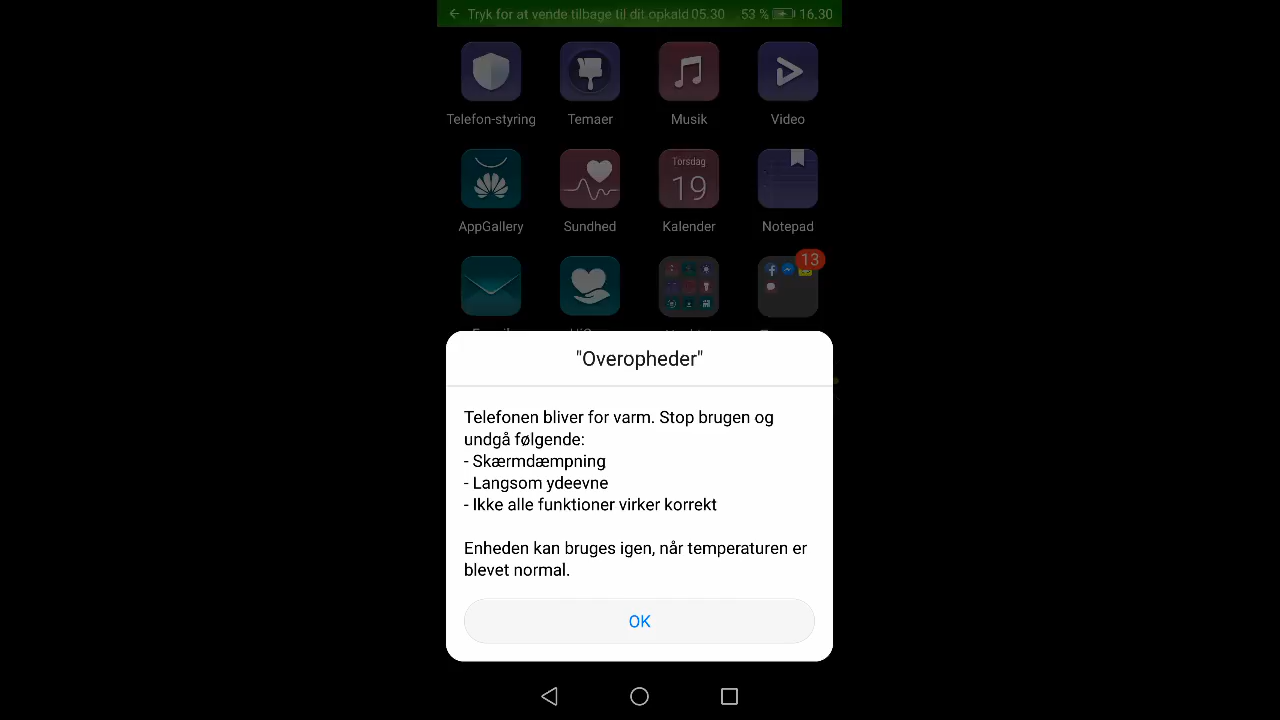 Tryk for at vende tilbage til dit opkald 05.30 53 % 16.30
Telefon-styring Temaer Musik Video
Torsdag
19
AppGallery Sundhed Kalender Notepad
13
"Overopheder"
Telefonen bliver for varm. Stop brugen og
undgå følgende:
- Skærmdæmpning
- Langsom ydeevne
- Ikke alle funktioner virker korrekt
Enheden kan bruges igen, når temperaturen er
blevet normal.
OK